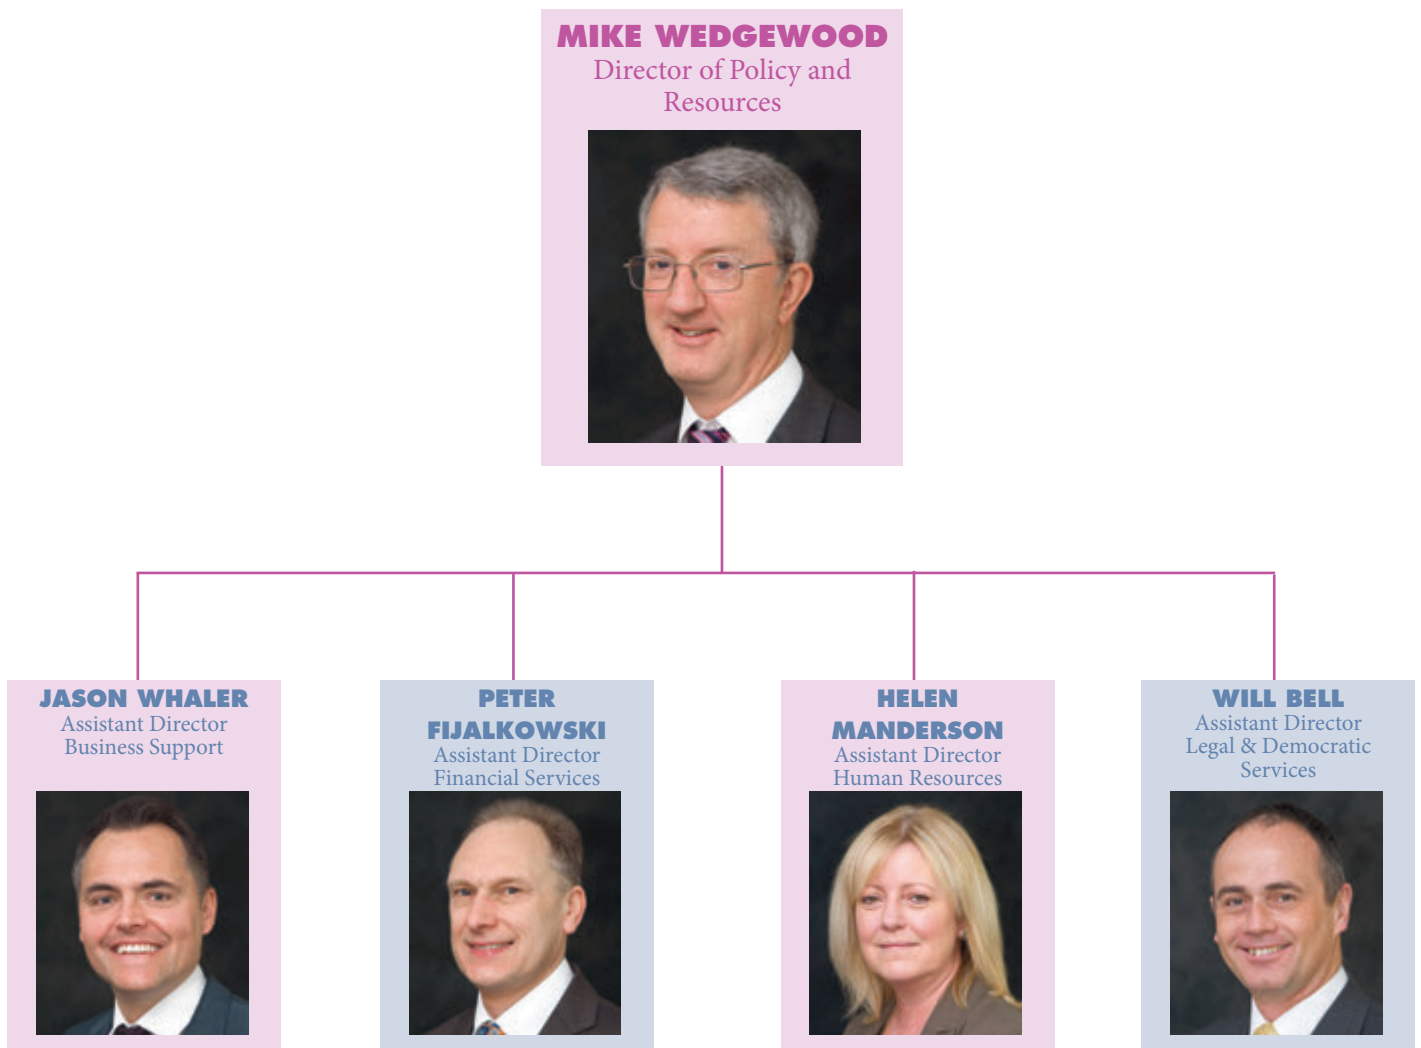 MIKE WEDGEWOOD
Director of Policy and
Resources
JASON WHALER
Assistant Director
Business Support
PETER
FIJALKOWSKI
Assistant Director
Financial Services
HELEN
MANDERSON
Assistant Director
Human Resources
WILL BELL
Assistant Director
Legal & Democratic
Services